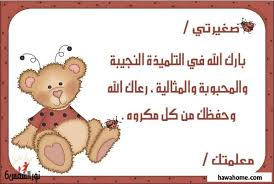 صغيرتي /
بارك الله في التلميذة النجيبة
والمحبوبة والمثالية . رعاك الله
وحفظك من كل مكروه
معلمتك /
hawahome.com